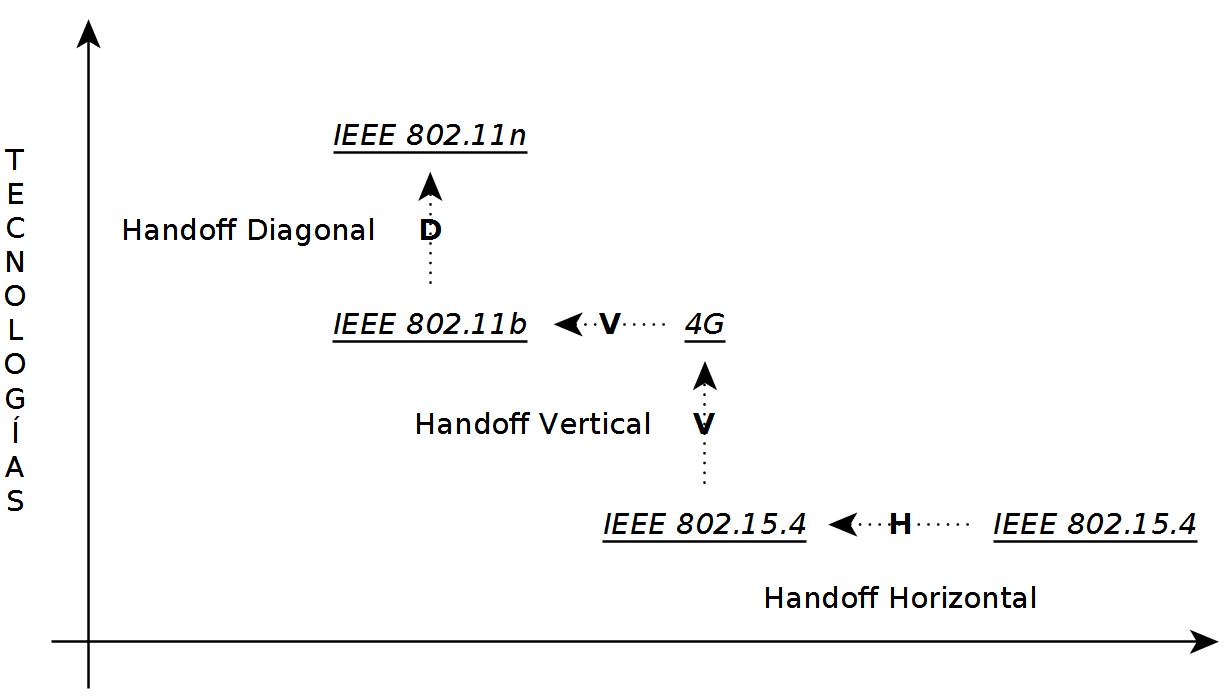 TECNOLOGÍAS
IEEE 802.11n
Handoff Diagonal D
IEEE 802.11b V 4G
Handoff Vertical V
IEEE 802.15.4 H IEEE 802.15.4
Handoff Horizontal